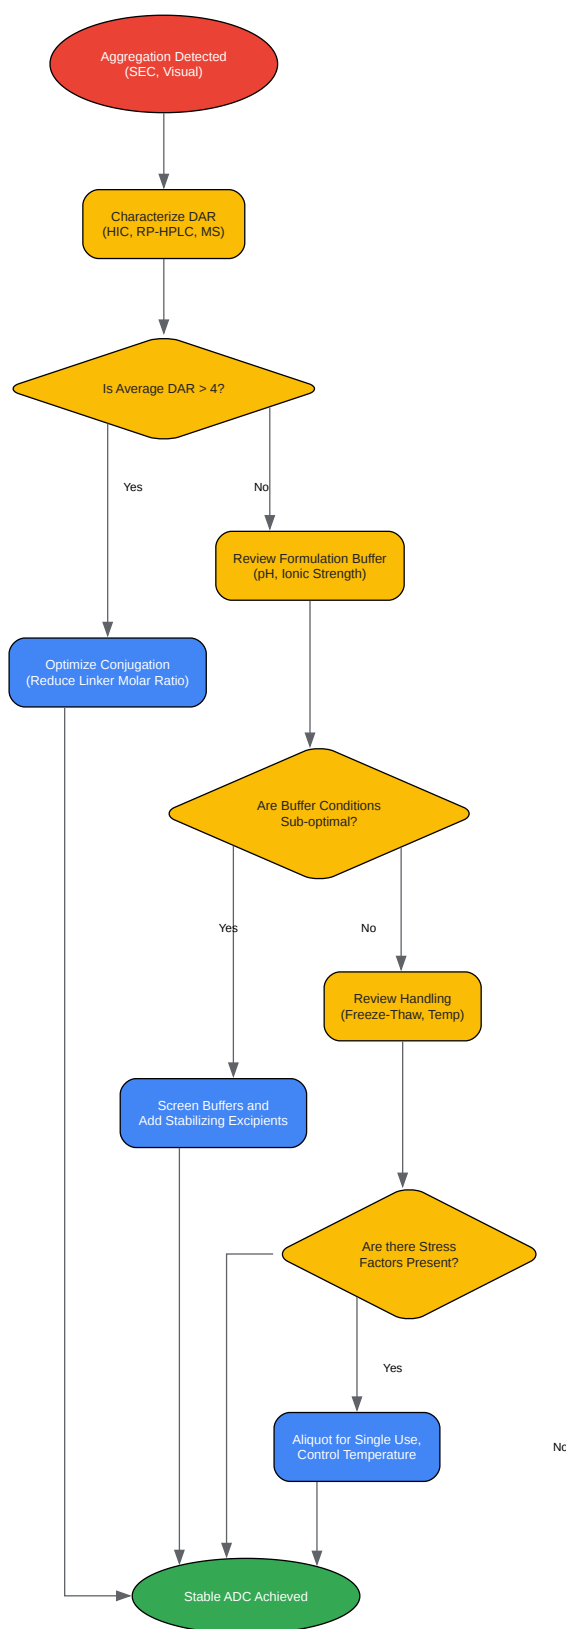 Aggregation Detected
(SEC, Visual)
Characterize DAR
(HIC, RP-HPLC, MS)
Is Average DAR > 4?
Yes
No
Review Formulation Buffer
(pH, Ionic Strength)
Optimize Conjugation
(Reduce Linker Molar Ratio)
Are Buffer Conditions
Sub-optimal?
Yes
No
Review Handling
(Freeze-Thaw, Temp)
Screen Buffers and
Add Stabilizing Excipients
Are there Stress
Factors Present?
Yes
Aliquot for Single Use,
Control Temperature
No
Stable ADC Achieved